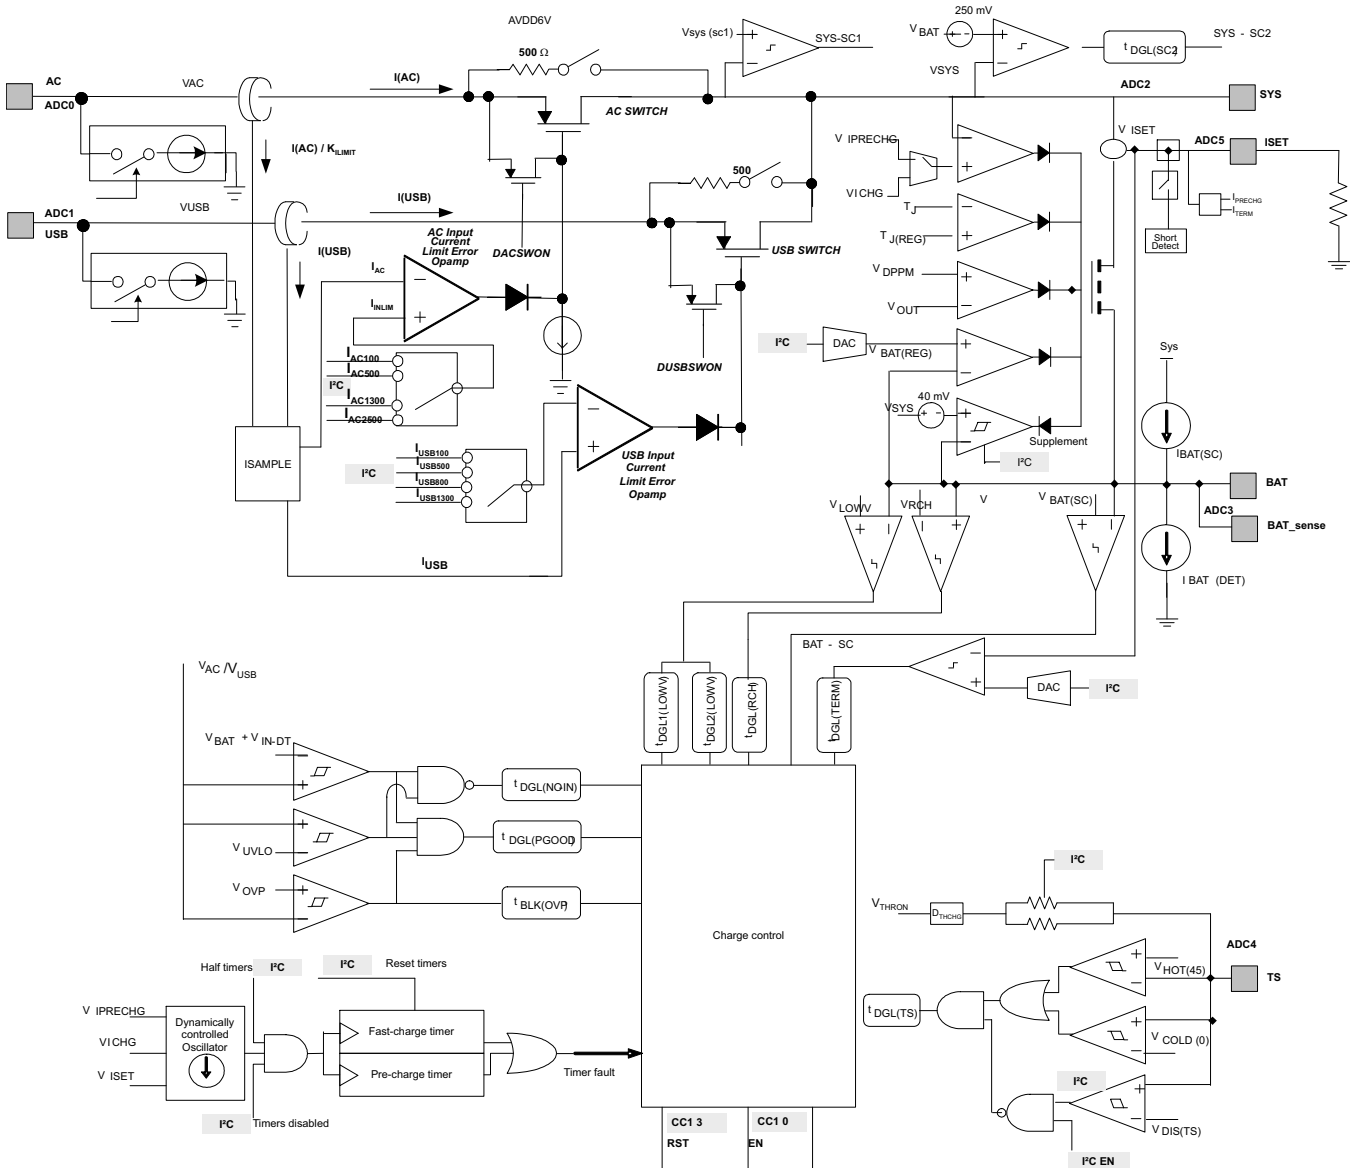 AVDD6V
500 Ω
Vsys (sc1)
SYS-SC1
250 mV
V BAT
VSYS
t DGL(SC2)
SYS - SC2
AC
ADC0
VAC
I(AC)
AC SWITCH
ADC2
SYS
I(AC) / KILIMIT
V IPRECHG
VICHG
V ISET
ADC5
ISET
IPRECHG
ITERM
Short
Detect
ADC1
USB
VUSB
I(USB)
I(USB)
500
USB SWITCH
AC Input
Current
Limit Error
Opamp
DACSWON
IAC
IINLIM
TJ
T J(REG)
V DPPM
V OUT
I²C
DAC
V BAT(REG)
DUSBSWON
IAC100
IAC500
I²C
IAC1300
IAC2500
40 mV
VSYS
Supplement
I²C
Sys
IBAT(SC)
ISAMPLE
IUSB100
IUSB500
I²C
IUSB800
IUSB1300
USB Input
Current
Limit Error
Opamp
BAT
ADC3
BAT_sense
V LOWV
VRCH
V
V BAT(SC)
I BAT (DET)
IUSB
BAT - SC
DAC
I²C
VAC /VUSB
tDGL1(LOWV)
tDGL2(LOWV)
tDGL(RCH)
tDGL(TERM)
V BAT + V IN-DT
t DGL(NOIN)
V UVLO
t DGL(PGOOD)
V OVP
t BLK(OVP)
Charge control
I²C
VTHRON
DTHCHG
ADC4
TS
V HOT(45)
V COLD (0)
t DGL(TS)
I²C
V DIS(TS)
I²C EN
Half timers
I²C
I²C
Reset timers
V IPRECHG
VICHG
V ISET
Dynamically
controlled
Oscillator
Fast-charge timer
Pre-charge timer
Timer fault
I²C
Timers disabled
CC1 3
RST
CC1 0
EN